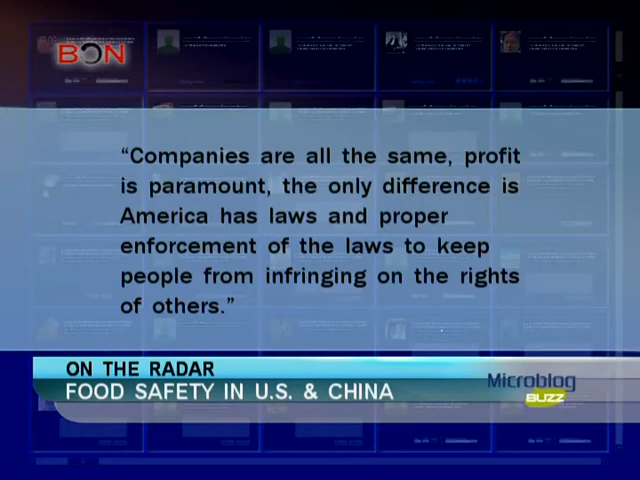 BON
“Companies are all the same, profit
is paramount, the only difference is
America has laws and proper
enforcement of the laws to keep
people from infringing on the rights
of others.”
ON THE RADAR
FOOD SAFETY IN U.S. & CHINA
Microblog
BUZZ